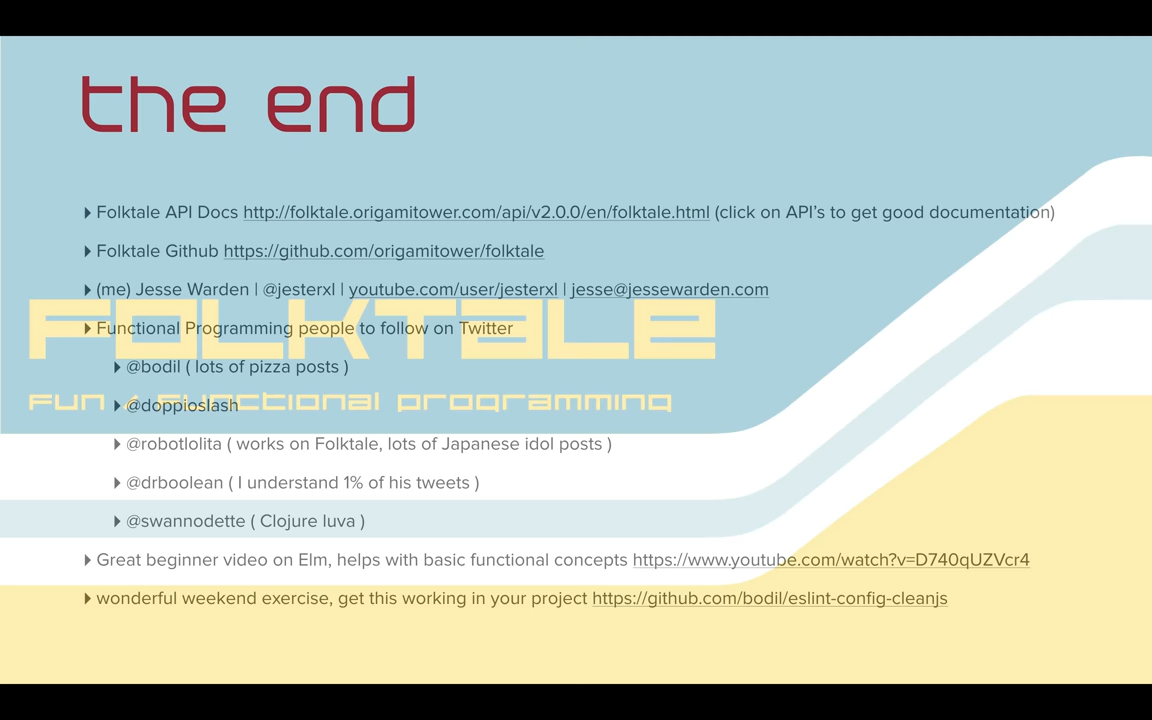 the end
Folktale API Docs http://folktale.origamitower.com/api/v2.0.0/en/folktale.html (click on API's to get good documentation)
Folktale Github https://github.com/origamitower/folktale
(me) Jesse Warden | @jesterxl | youtube.com/user/jesterxl | jesse@jessewarden.com
FOLKTALE
Functional Programming people to follow on Twitter
@bodil ( lots of pizza posts )
fun + functional programming
@doppioslash
@robotlolita ( works on Folktale, lots of Japanese idol posts )
@drboolean ( I understand 1% of his tweets )
@swannodette ( Clojure luva )
Great beginner video on Elm, helps with basic functional concepts https://www.youtube.com/watch?v=D740qUZVcr4
wonderful weekend exercise, get this working in your project https://github.com/bodil/eslint-config-cleanjs